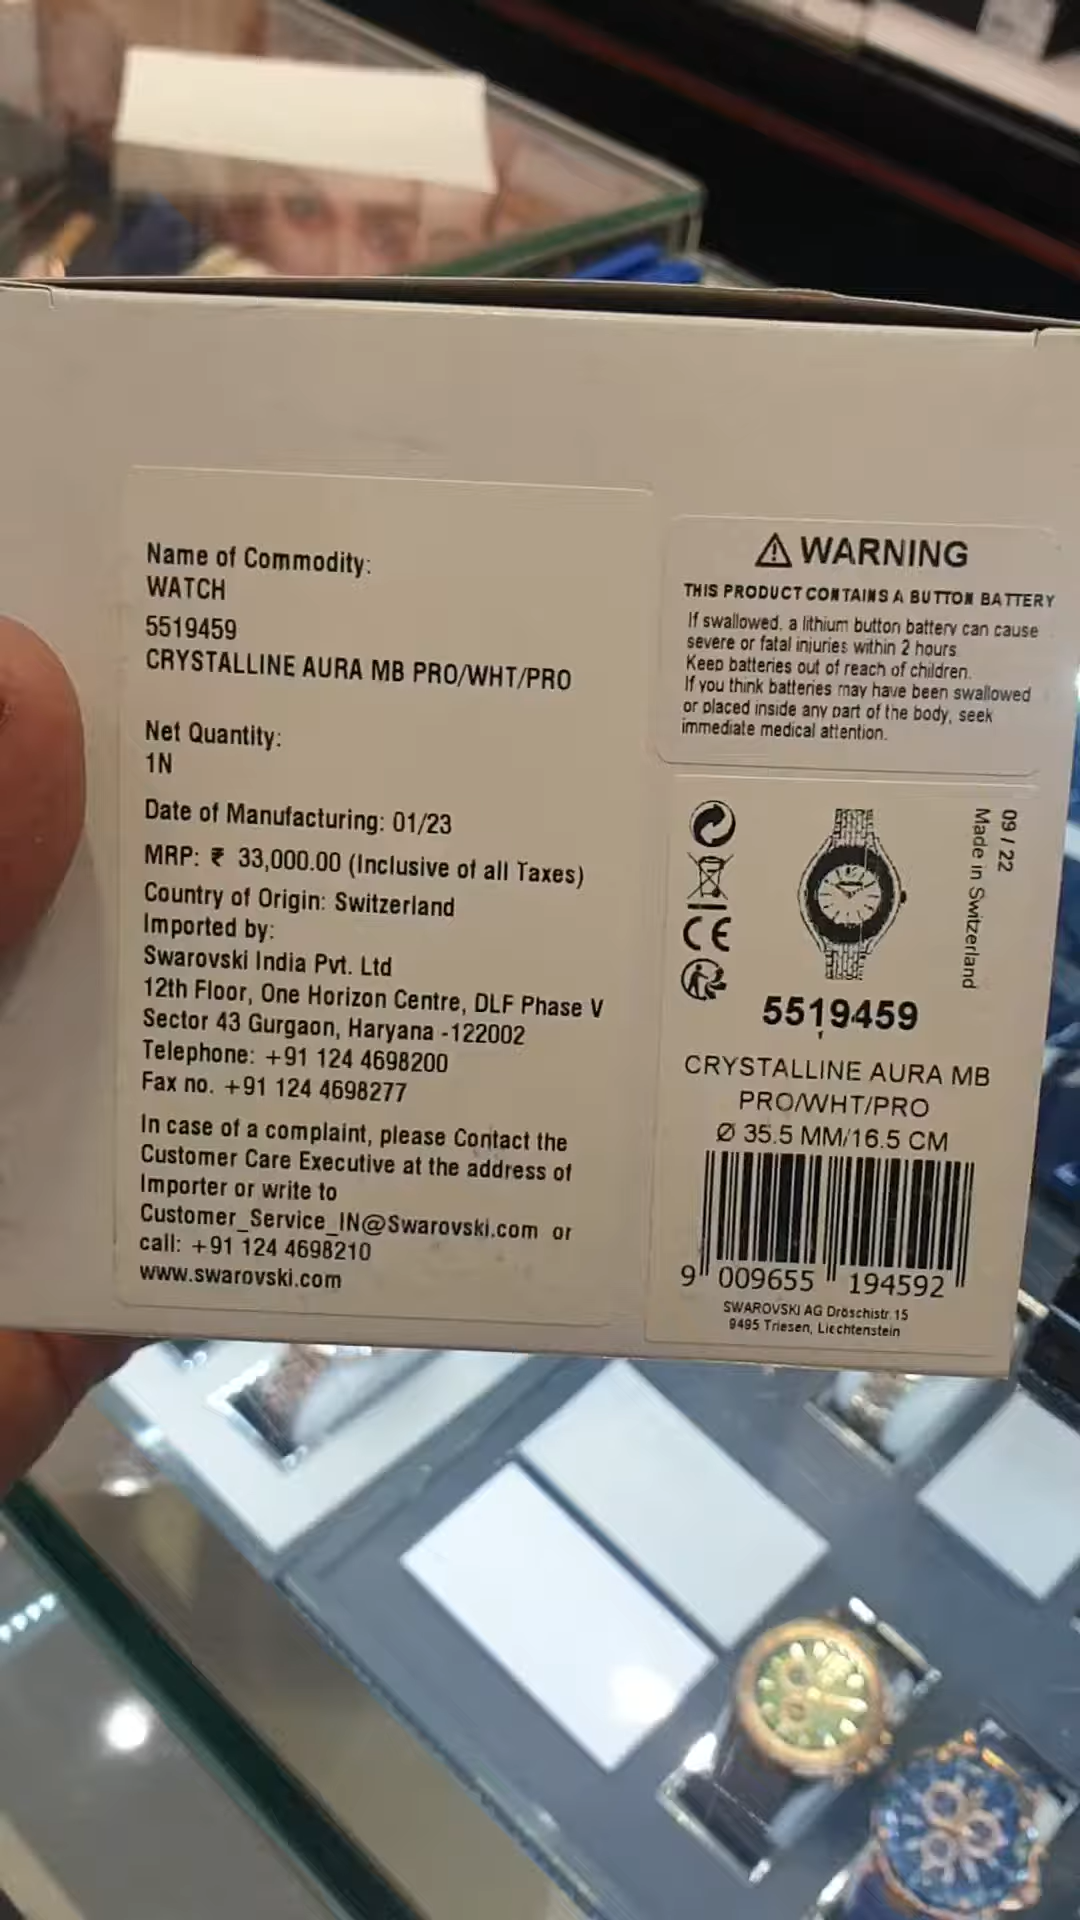 Name of Commodity:
WATCH
5519459
CRYSTALLINE AURA MB PRO/WHT/PRO
Net Quantity:
1N
Date of Manufacturing: 01/23
MRP: ₹ 33,000.00 (Inclusive of all Taxes)
Country of Origin: Switzerland
Imported by:
Swarovski India Pvt. Ltd
12th Floor, One Horizon Centre, DLF Phase V
Sector 43 Gurgaon, Haryana -122002
Telephone: +91 124 4698200
Fax no. +91 124 4698277
In case of a complaint, please Contact the
Customer Care Executive at the address of
Importer or write to
Customer_Service_IN@Swarovski.com or
call: +91 124 4698210
www.swarovski.com
⚠ WARNING
THIS PRODUCT CONTAINS A BUTTON BATTERY
If swallowed, a lithium button battery can cause
severe or fatal injuries within 2 hours.
Keep batteries out of reach of children.
If you think batteries may have been swallowed
or placed inside any part of the body, seek
immediate medical attention.
CE
09 / 22
Made in Switzerland
5519459
CRYSTALLINE AURA MB
PRO/WHT/PRO
Ø 35.5 MM/16.5 CM
9 009655 194592
SWAROVSKI AG Dröschistr.15
9495 Triesen, Liechtenstein